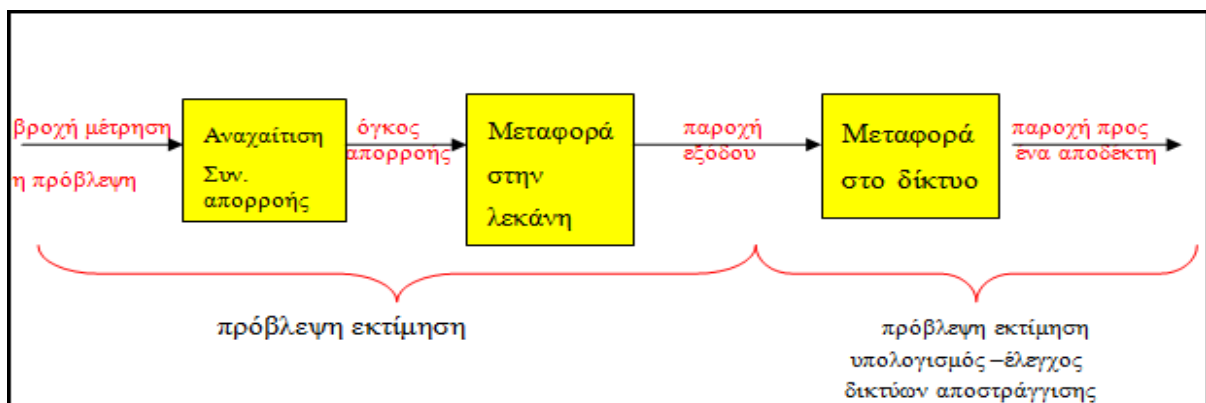 βροχή μέτρηση
η πρόβλεψη
Αναχαίτιση
Συν.
απορροής
όγκος
απορροής
Μεταφορά
στην
λεκάνη
παροχή
εξόδου
Μεταφορά
στο δίκτυο
παροχή προς
ενα αποδέκτη
πρόβλεψη εκτίμηση
πρόβλεψη εκτίμηση
υπολογισμός –έλεγχος
δικτύων αποστράγγισης